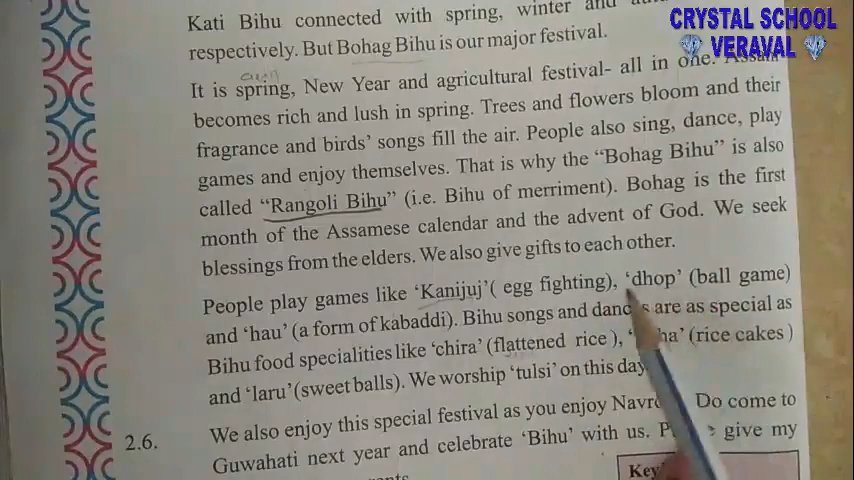 CRYSTAL SCHOOL
VERAVAL
Kati Bihu connected with spring, winter and
respectively. But Bohag Bihu is our major festival.
It is spring, New Year and agricultural festival- all in one. Assam
becomes rich and lush in spring. Trees and flowers bloom and their
fragrance and birds' songs fill the air. People also sing, dance, play
games and enjoy themselves. That is why the "Bohag Bihu" is also
called "Rangoli Bihu" (i.e. Bihu of merriment). Bohag is the first
month of the Assamese calendar and the advent of God. We seek
blessings from the elders. We also give gifts to each other.
People play games like 'Kanijuj'( egg fighting), 'dhop' (ball game)
and 'hau' (a form of kabaddi). Bihu songs and dances are as special as
Bihu food specialities like 'chira' (flattened rice ), (rice cakes )
and 'laru'(sweet balls). We worship 'tulsi' on this day.
2.6. We also enjoy this special festival as you enjoy Do come to
Guwahati next year and celebrate 'Bihu' with us. give my
Key